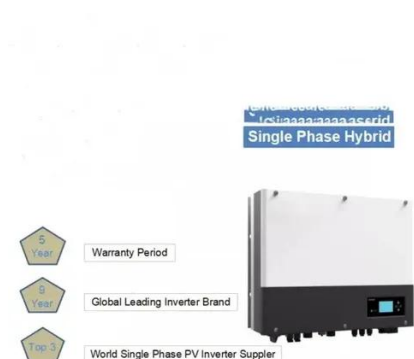 Single Phase Hybrid
5
Year
Warranty Period
9
Year
Global Leading Inverter Brand
Top 3
World Single Phase PV Inverter Suppler